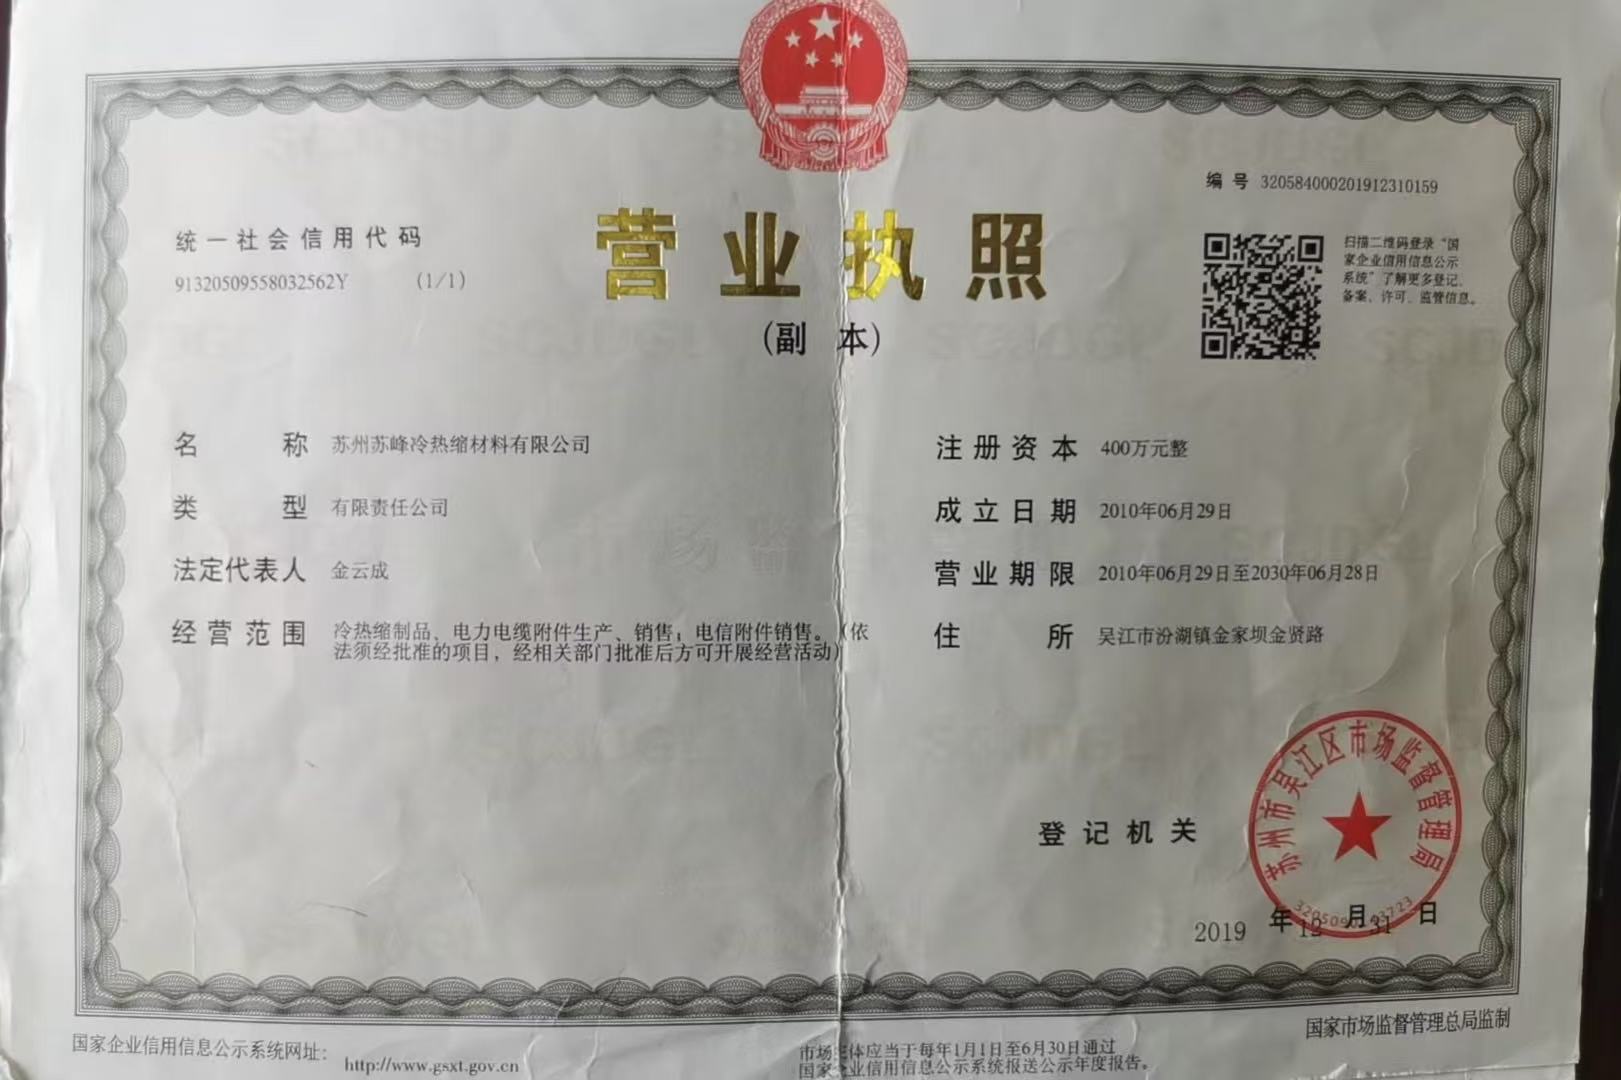 编号 320584000201912310159
统一社会信用代码
91320509558032562Y (1/1)
营业执照
(副 本)
扫描二维码登录“国
家企业信用信息公示
系统”了解更多登记、
备案、许可、监管信息。
名称 苏州苏峰冷热缩材料有限公司
类型 有限责任公司
法定代表人 金云成
经营范围 冷热缩制品、电力电缆附件生产、销售；电信附件销售。（依
法须经批准的项目，经相关部门批准后方可开展经营活动）
注册资本 400万元整
成立日期 2010年06月29日
营业期限 2010年06月29日至2030年06月28日
住所 吴江市汾湖镇金家坝金贤路
登记机关
苏州市吴江区市场监督管理局
2019 年 12 月 31 日
国家企业信用信息公示系统网址：
http://www.gsxt.gov.cn
市场主体应当于每年1月1日至6月30日通过
国家企业信用信息公示系统报送公示年度报告。
国家市场监督管理总局监制